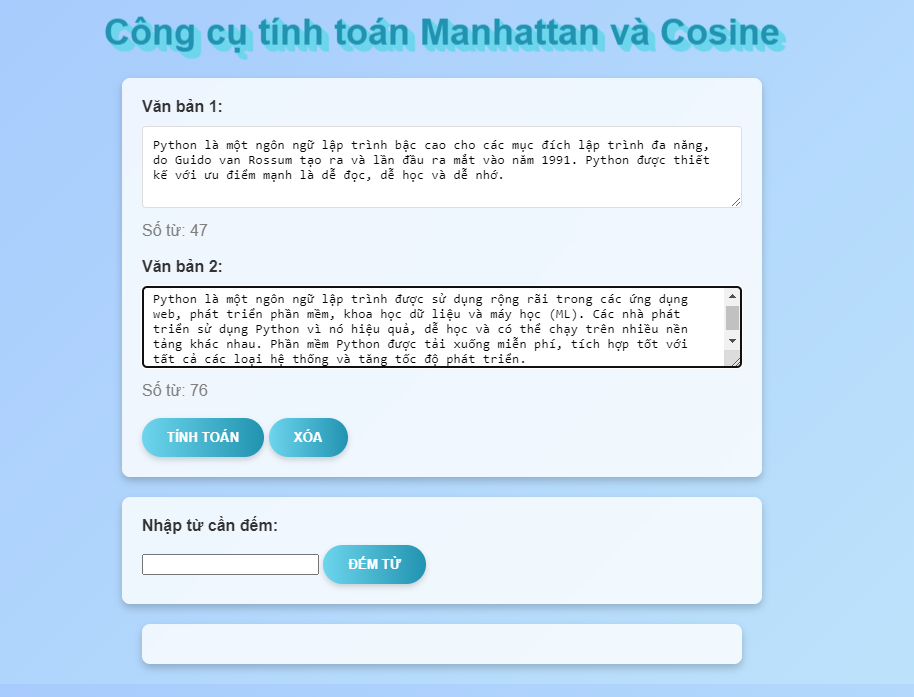 Công cụ tính toán Manhattan và Cosine
Văn bản 1:
Python là một ngôn ngữ lập trình bậc cao cho các mục đích lập trình đa năng,
do Guido van Rossum tạo ra và lần đầu ra mắt vào năm 1991. Python được thiết
kế với ưu điểm mạnh là dễ đọc, dễ học và dễ nhớ.
Số từ: 47
Văn bản 2:
Python là một ngôn ngữ lập trình được sử dụng rộng rãi trong các ứng dụng
web, phát triển phần mềm, khoa học dữ liệu và máy học (ML). Các nhà phát
triển sử dụng Python vì nó hiệu quả, dễ học và có thể chạy trên nhiều nền
tảng khác nhau. Phần mềm Python được tải xuống miễn phí, tích hợp tốt với
tất cả các loại hệ thống và tăng tốc độ phát triển.
Số từ: 76
TÍNH TOÁN XÓA
Nhập từ cần đếm:
ĐẾM TỪ